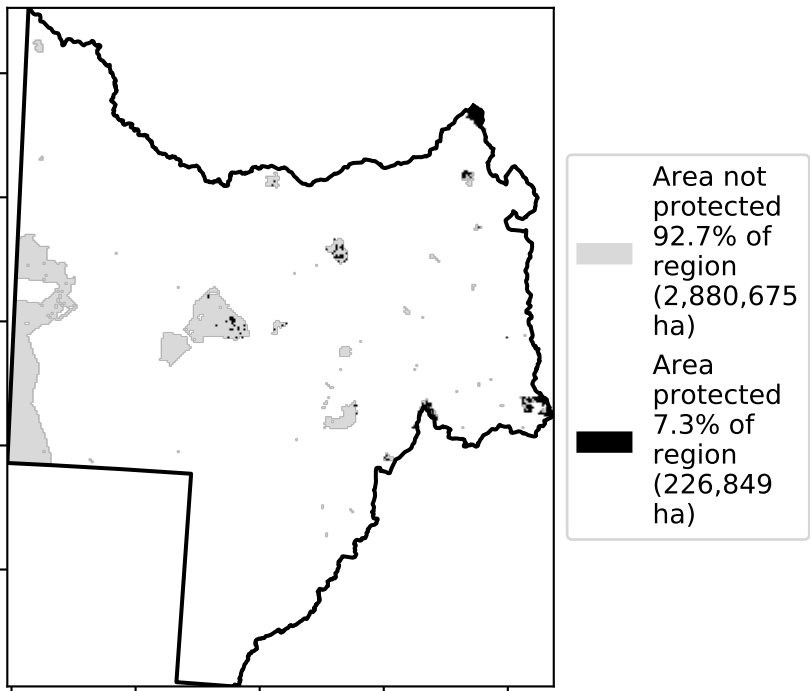 Area not
protected
92.7% of
region
(2,880,675
ha)
Area
protected
7.3% of
region
(226,849
ha)